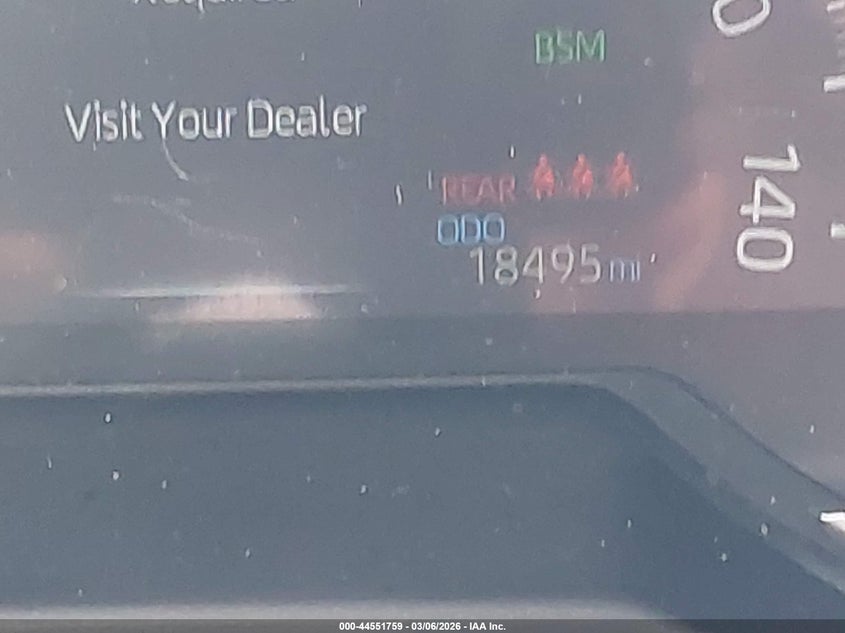 BSM
Visit Your Dealer
REAR
ODO
18495 mi
140
000-44551759 - 03/06/2026 - IAA Inc.